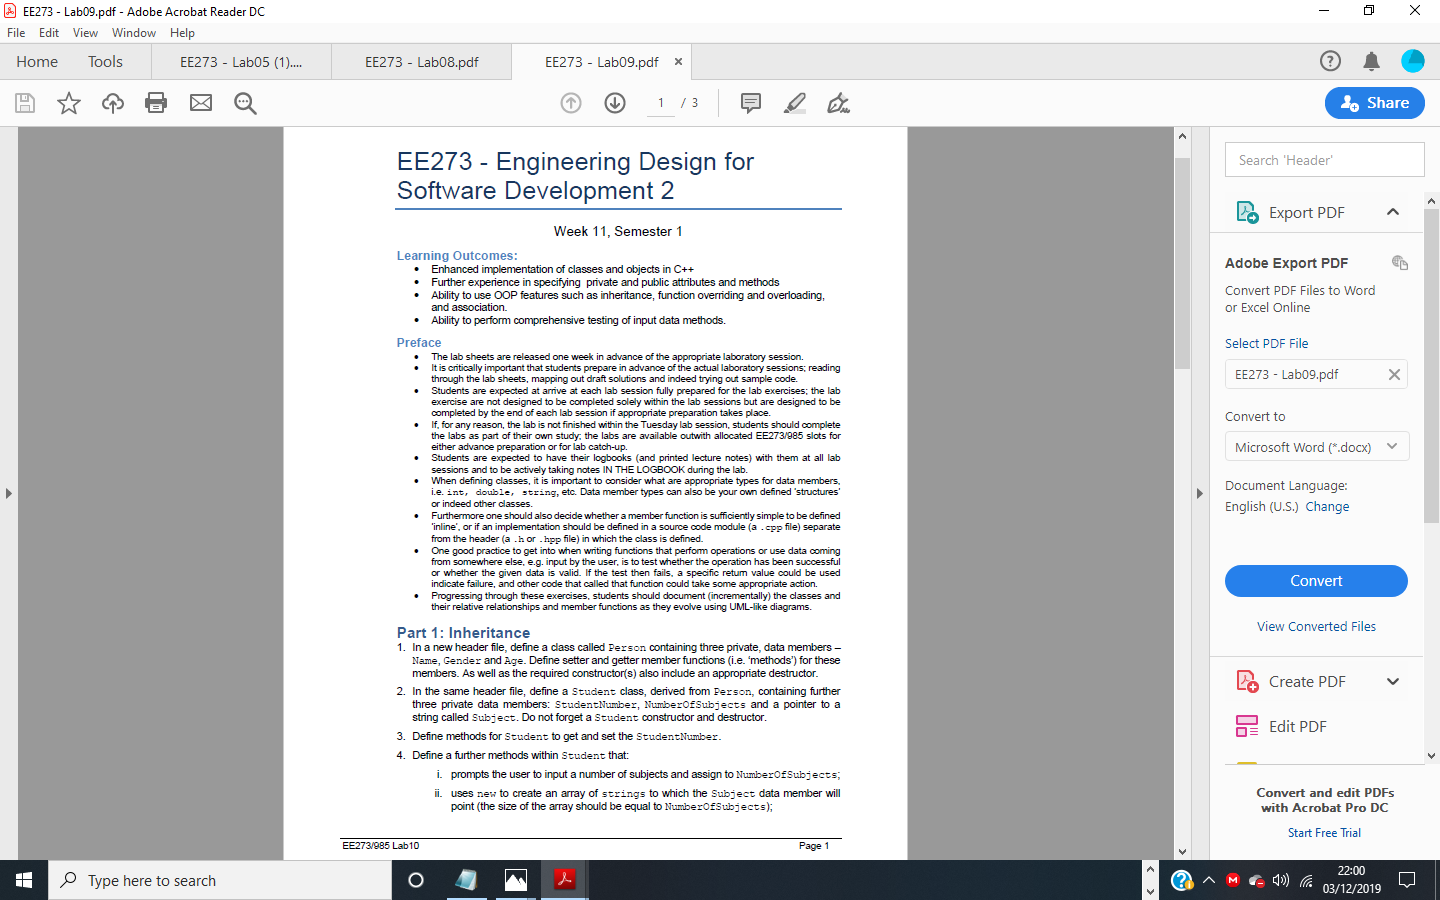 EE273 - Lab09.pdf - Adobe Acrobat Reader DC
File Edit View Window Help
Home Tools EE273 - Lab05 (1).... EE273 - Lab08.pdf EE273 - Lab09.pdf ×
1 / 3 Share
EE273 - Engineering Design for
Software Development 2
Week 11, Semester 1
Learning Outcomes:
• Enhanced implementation of classes and objects in C++
• Further experience in specifying private and public attributes and methods
• Ability to use OOP features such as inheritance, function overriding and overloading,
and association.
• Ability to perform comprehensive testing of input data methods.
Preface
• The lab sheets are released one week in advance of the appropriate laboratory session.
• It is critically important that students prepare in advance of the actual laboratory sessions; reading
through the lab sheets, mapping out draft solutions and indeed trying out sample code.
• Students are expected at arrive at each lab session fully prepared for the lab exercises; the lab
exercise are not designed to be completed solely within the lab sessions but are designed to be
completed by the end of each lab session if appropriate preparation takes place.
• If, for any reason, the lab is not finished within the Tuesday lab session, students should complete
the labs as part of their own study; the labs are available outwith allocated EE273/985 slots for
either advance preparation or for lab catch-up.
• Students are expected to have their logbooks (and printed lecture notes) with them at all lab
sessions and to be actively taking notes IN THE LOGBOOK during the lab.
• When defining classes, it is important to consider what are appropriate types for data members,
i.e. int, double, string, etc. Data member types can also be your own defined 'structures'
or indeed other classes.
• Furthermore one should also decide whether a member function is sufficiently simple to be defined
'inline', or if an implementation should be defined in a source code module (a .cpp file) separate
from the header (a .h or .hpp file) in which the class is defined.
• One good practice to get into when writing functions that perform operations or use data coming
from somewhere else, e.g. input by the user, is to test whether the operation has been successful
or whether the given data is valid. If the test then fails, a specific return value could be used
indicate failure, and other code that called that function could take some appropriate action.
• Progressing through these exercises, students should document (incrementally) the classes and
their relative relationships and member functions as they evolve using UML-like diagrams.
Part 1: Inheritance
1. In a new header file, define a class called Person containing three private, data members –
Name, Gender and Age. Define setter and getter member functions (i.e. 'methods') for these
members. As well as the required constructor(s) also include an appropriate destructor.
2. In the same header file, define a Student class, derived from Person, containing further
three private data members: StudentNumber, NumberOfSubjects and a pointer to a
string called Subject. Do not forget a Student constructor and destructor.
3. Define methods for Student to get and set the StudentNumber.
4. Define a further methods within Student that:
i. prompts the user to input a number of subjects and assign to NumberOfSubjects;
ii. uses new to create an array of strings to which the Subject data member will
point (the size of the array should be equal to NumberOfSubjects);
EE273/985 Lab10 Page 1
Search 'Header'
Export PDF
Adobe Export PDF
Convert PDF Files to Word
or Excel Online
Select PDF File
EE273 - Lab09.pdf
Convert to
Microsoft Word (*.docx)
Document Language:
English (U.S.) Change
Convert
View Converted Files
Create PDF
Edit PDF
Convert and edit PDFs
with Acrobat Pro DC
Start Free Trial
Type here to search
22:00
03/12/2019